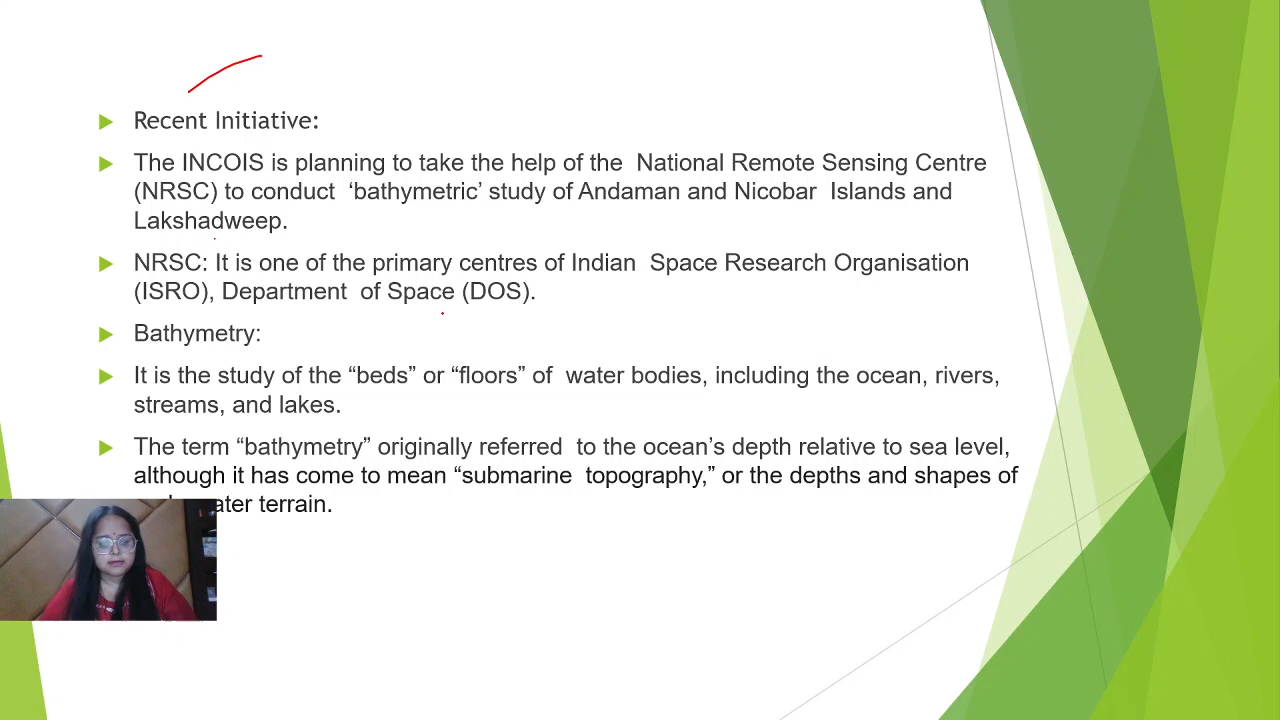 Recent Initiative:
The INCOIS is planning to take the help of the National Remote Sensing Centre
(NRSC) to conduct ‘bathymetric’ study of Andaman and Nicobar Islands and
Lakshadweep.
NRSC: It is one of the primary centres of Indian Space Research Organisation
(ISRO), Department of Space (DOS).
Bathymetry:
It is the study of the “beds” or “floors” of water bodies, including the ocean, rivers,
streams, and lakes.
The term “bathymetry” originally referred to the ocean’s depth relative to sea level,
although it has come to mean “submarine topography,” or the depths and shapes of
terrain.